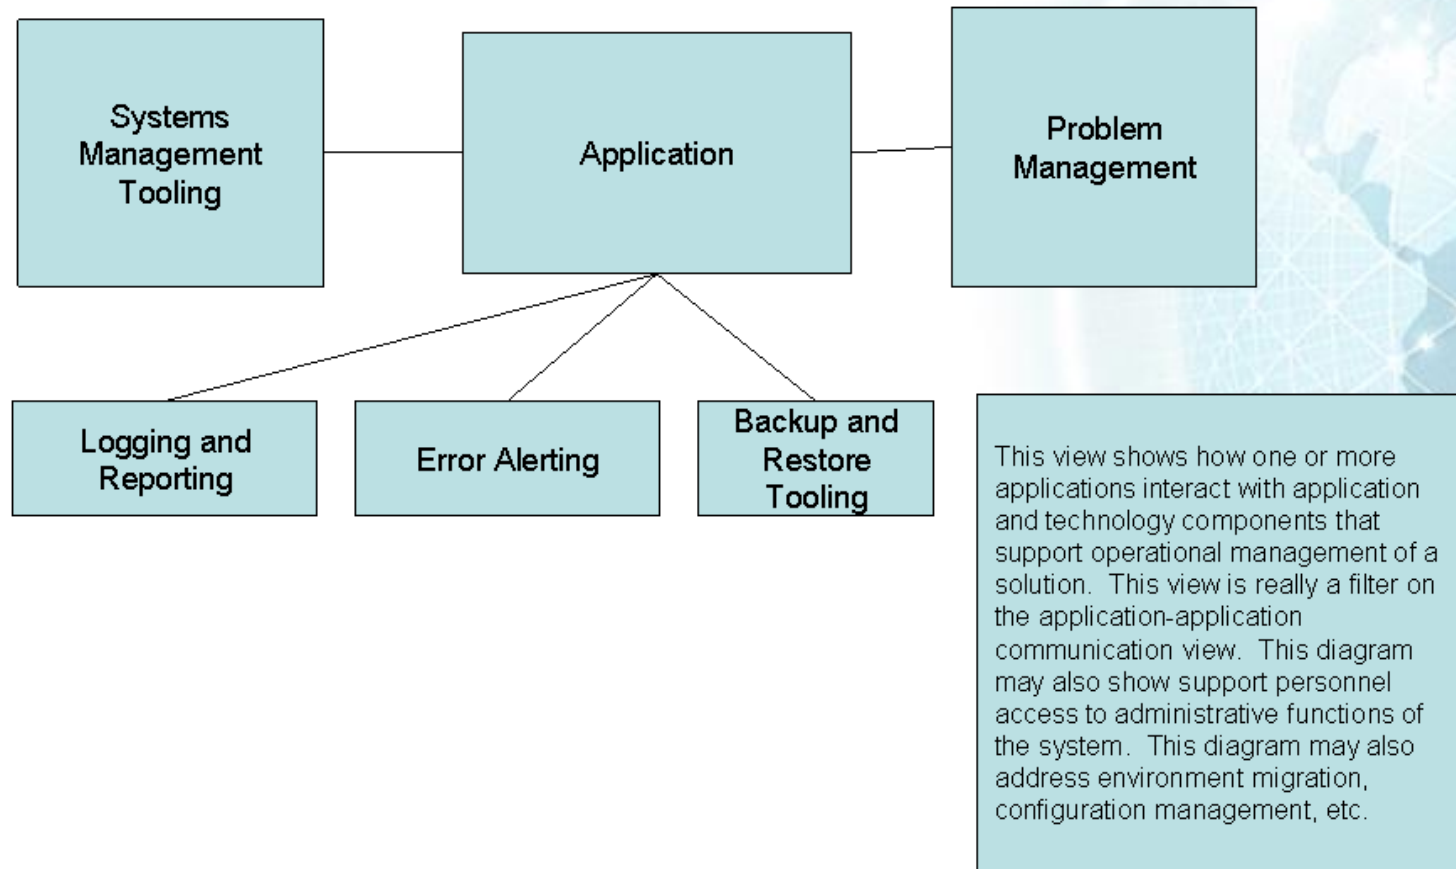 Systems
Management
Tooling
Application
Problem
Management
Logging and
Reporting
Error Alerting
Backup and
Restore
Tooling
This view shows how one or more
applications interact with application
and technology components that
support operational management of a
solution.  This view is really a filter on
the application-application
communication view.  This diagram
may also show support personnel
access to administrative functions of
the system.  This diagram may also
address environment migration,
configuration management, etc.